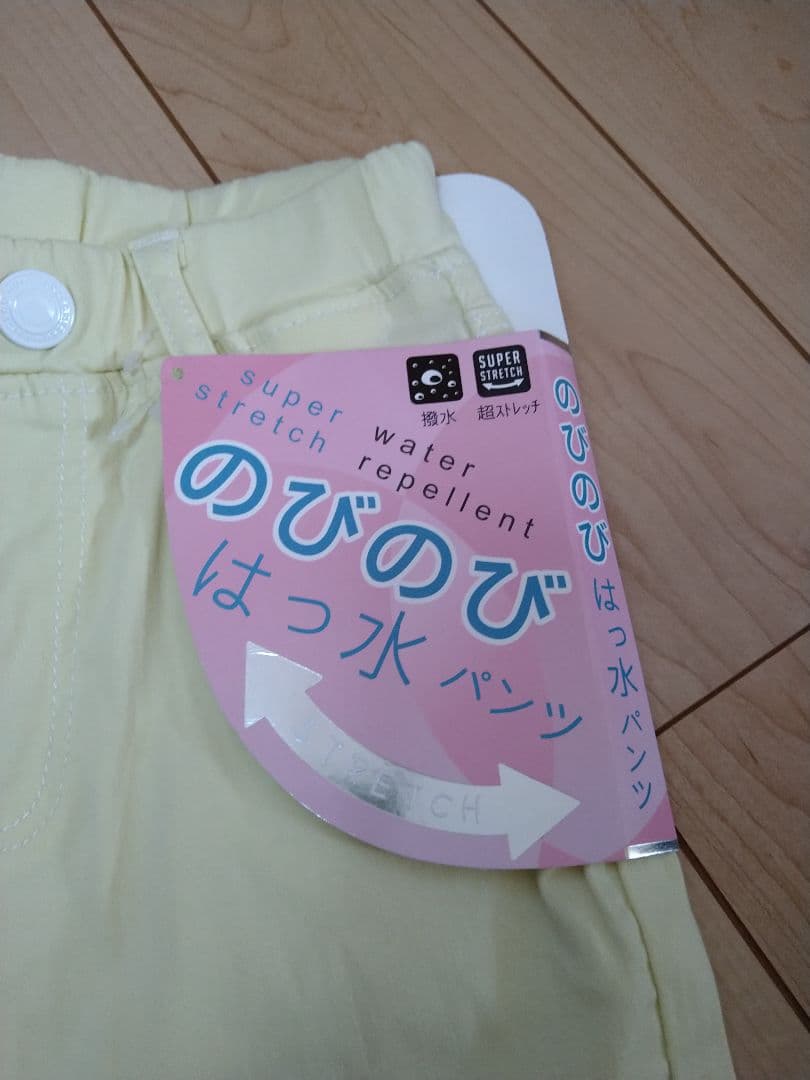 super
stretch
water
repellent
撥水
SUPER
STRETCH
超ストレッチ
のびのび
はっ水パンツ
STRETCH
のびのびはっ水パンツ